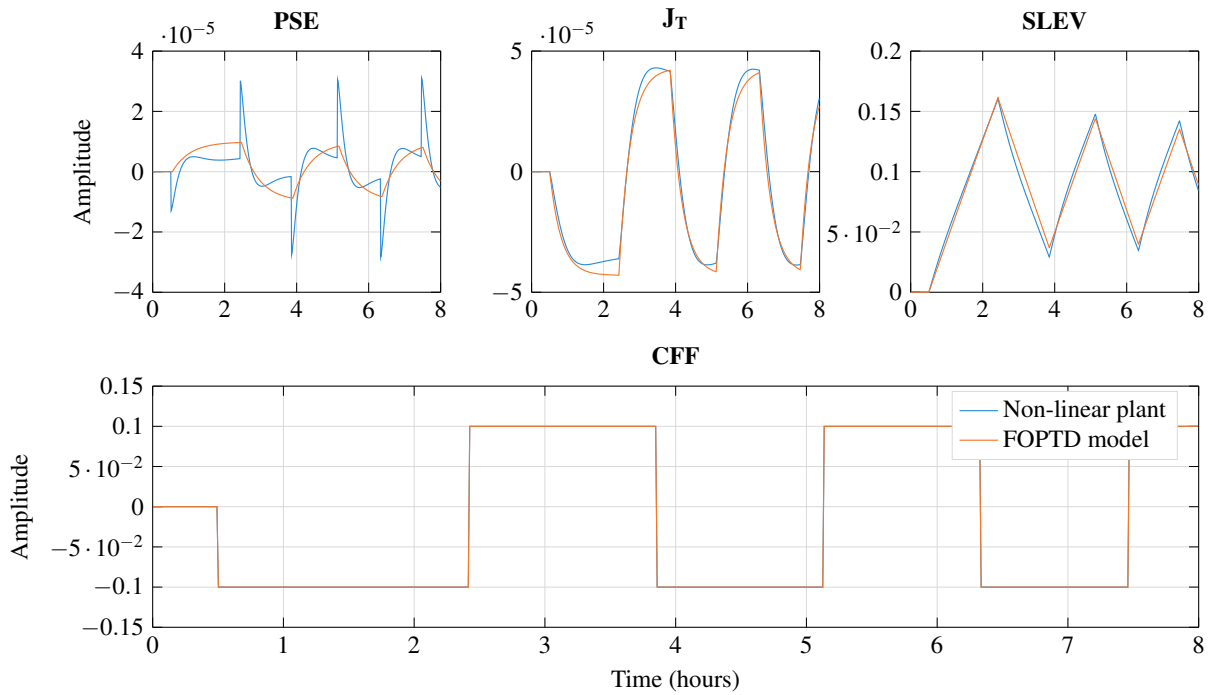 PSE
J_T
SLEV
·10⁻⁵
·10⁻⁵
4
2
0
−2
−4
Amplitude
0 2 4 6 8
5
0
−5
0 2 4 6 8
0.2
0.15
0.1
5·10⁻²
0
0 2 4 6 8
CFF
0.15
0.1
5·10⁻²
0
−5·10⁻²
−0.1
−0.15
Amplitude
Non-linear plant
FOPTD model
0 1 2 3 4 5 6 7 8
Time (hours)